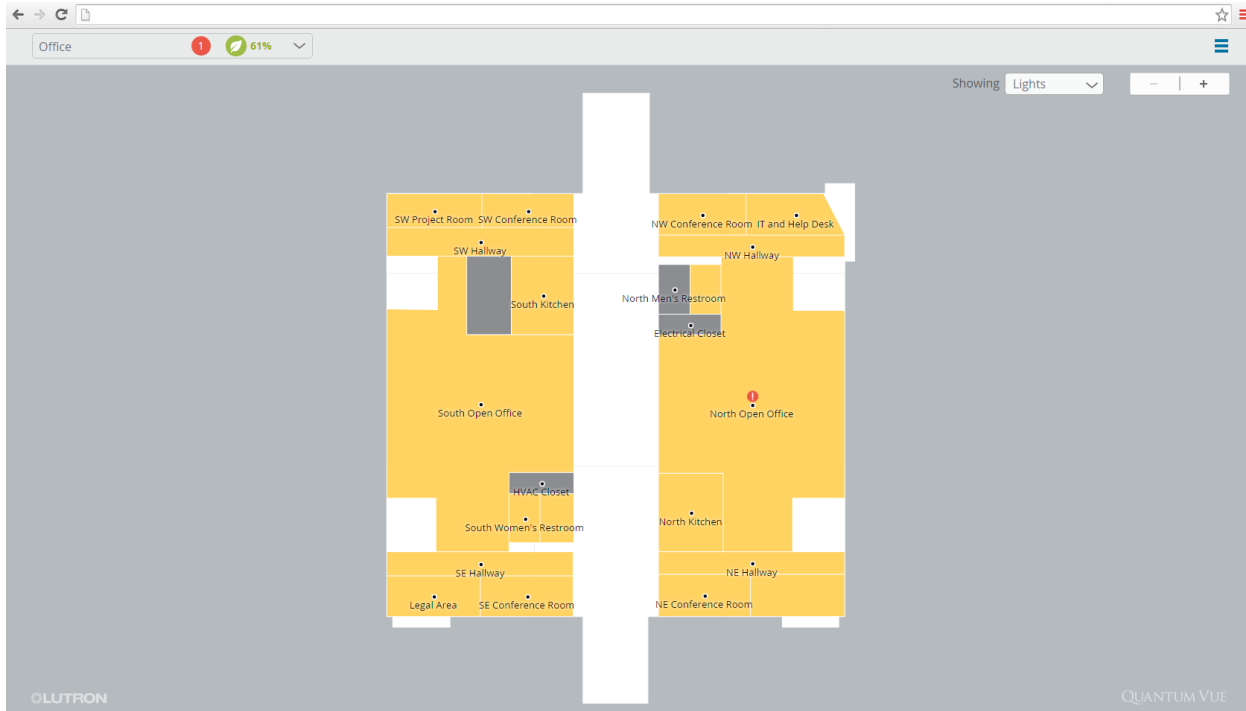 Office 1 61%
Showing Lights − | +
SW Project Room SW Conference Room
NW Conference Room IT and Help Desk
SW Hallway
NW Hallway
South Kitchen
North Men's Restroom
Electrical Closet
!
South Open Office
North Open Office
HVAC Closet
South Women's Restroom
North Kitchen
SE Hallway
NE Hallway
Legal Area
SE Conference Room
NE Conference Room
LUTRON
QUANTUM VUE